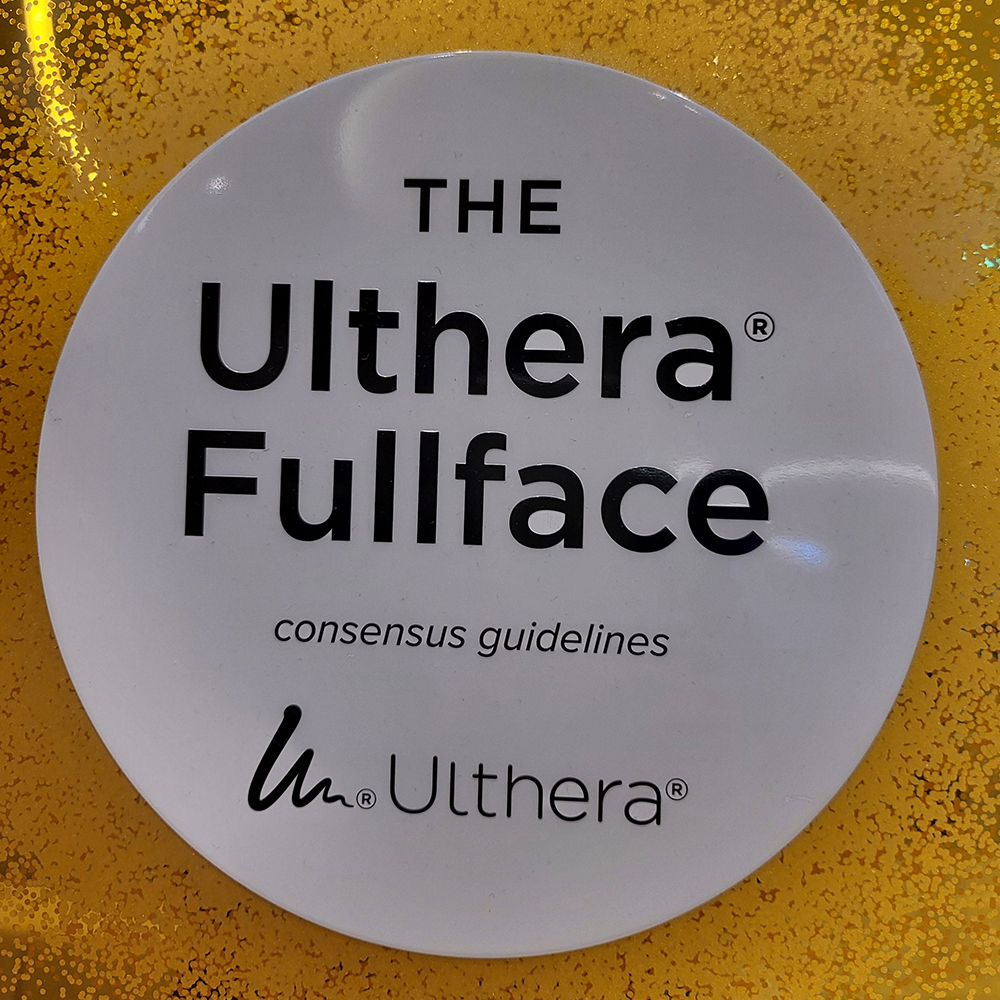 THE
Ulthera®
Fullface
consensus guidelines
® Ulthera®